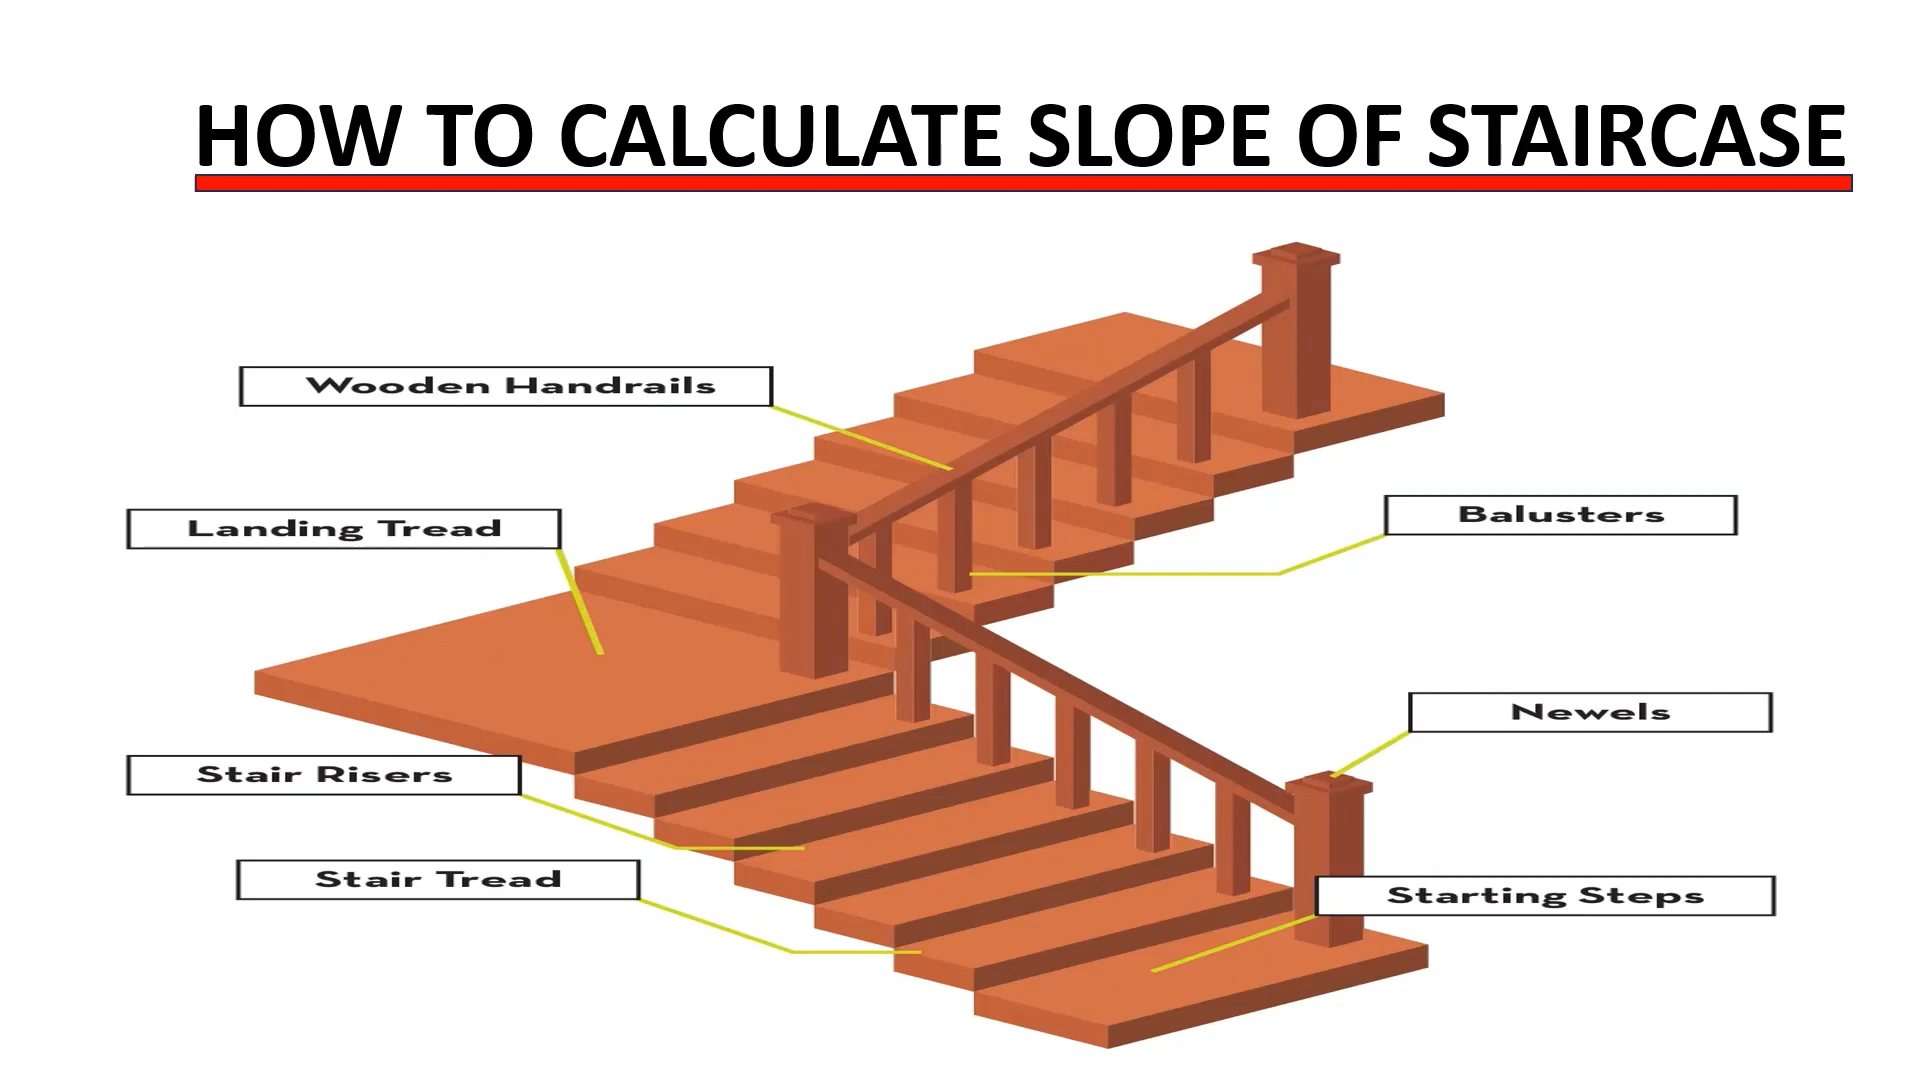 HOW TO CALCULATE SLOPE OF STAIRCASE
Wooden Handrails
Landing Tread
Balusters
Newels
Stair Risers
Stair Tread
Starting Steps